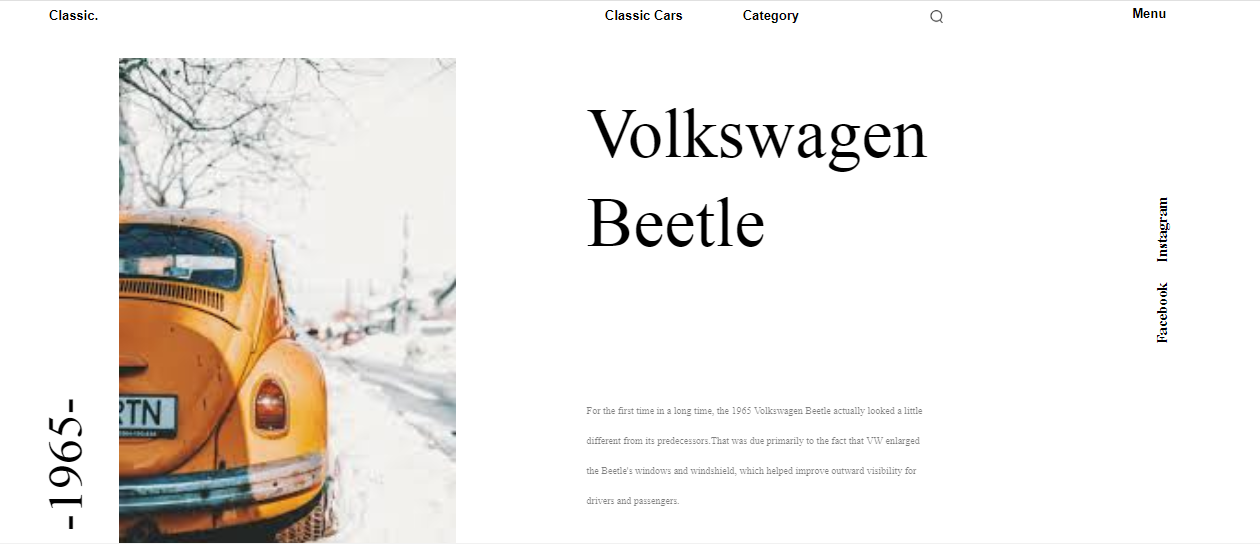 Classic.
Classic Cars
Category
Menu
Volkswagen
Beetle
Instagram
Facebook
-1965-
RTN
For the first time in a long time, the 1965 Volkswagen Beetle actually looked a little
different from its predecessors.That was due primarily to the fact that VW enlarged
the Beetle's windows and windshield, which helped improve outward visibility for
drivers and passengers.